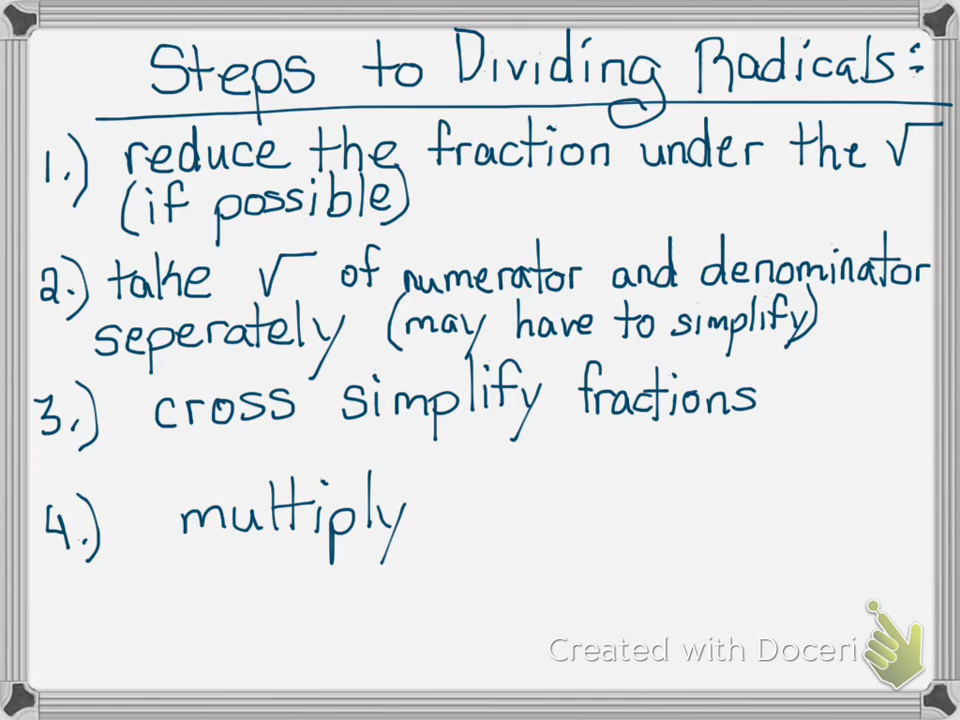 Steps to Dividing Radicals:
1.) reduce the fraction under the √
(if possible)
2.) take √ of numerator and denominator
seperately (may have to simplify)
3.) cross simplify fractions
4.) multiply
Created with Doceri